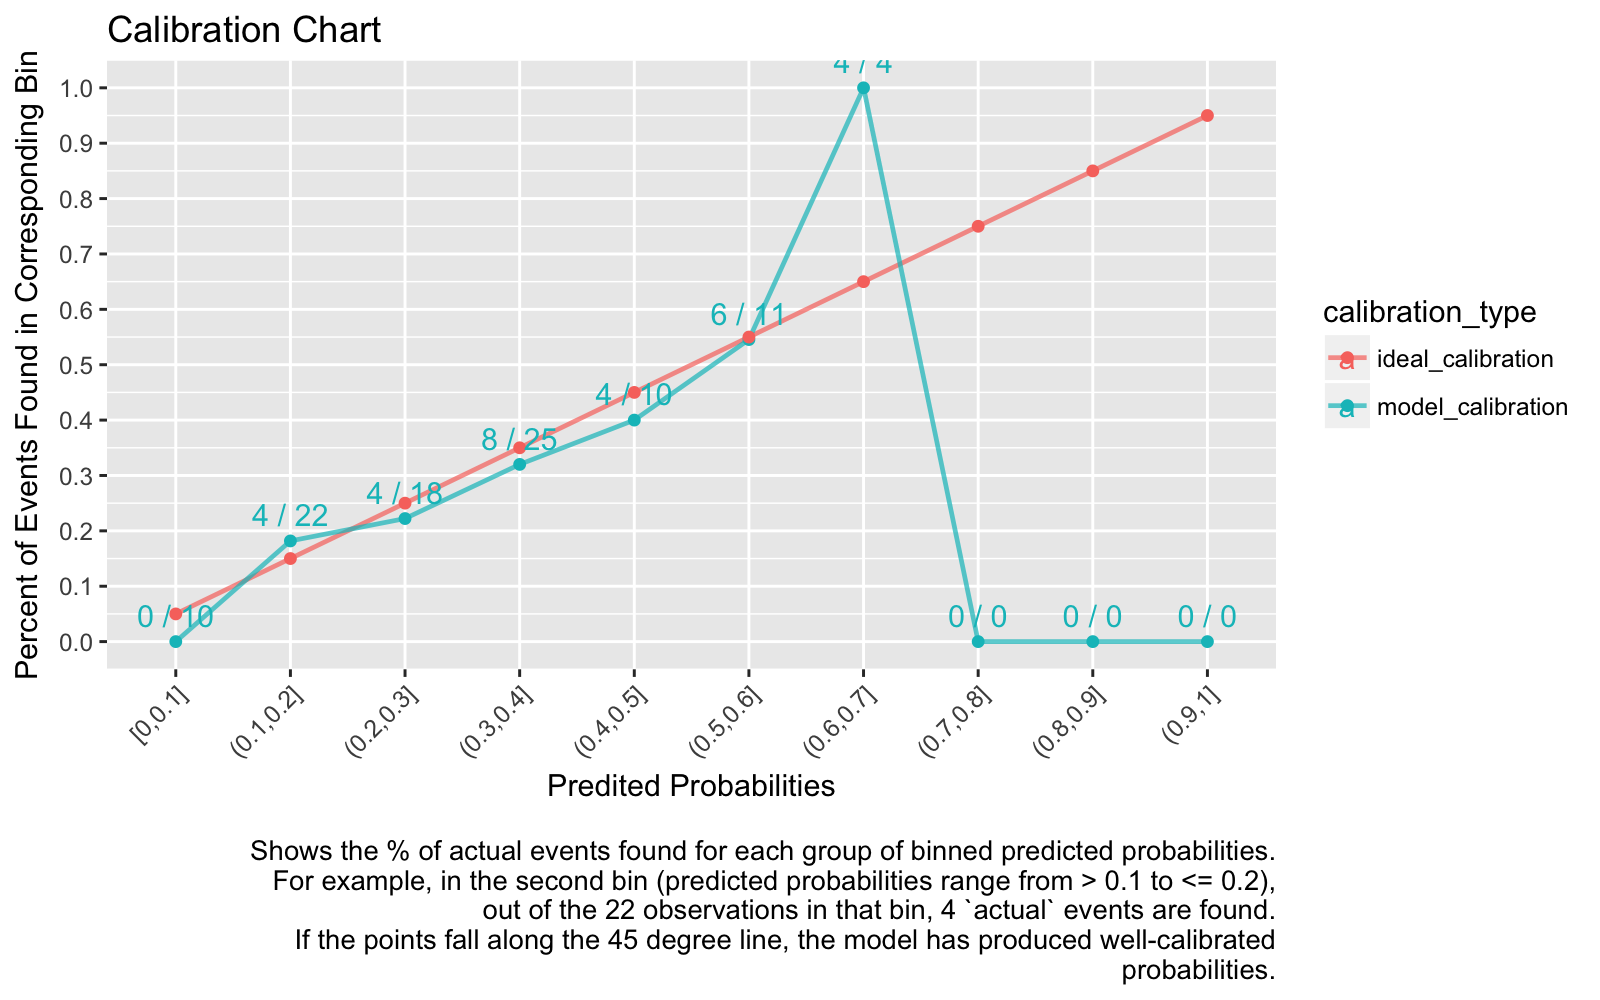 Calibration Chart
Percent of Events Found in Corresponding Bin
1.0
0.9
0.8
0.7
0.6
0.5
0.4
0.3
0.2
0.1
0.0
0 / 10
4 / 22
4 / 18
8 / 25
4 / 10
6 / 11
4 / 4
0 / 0
0 / 0
0 / 0
[0,0.1]
(0.1,0.2]
(0.2,0.3]
(0.3,0.4]
(0.4,0.5]
(0.5,0.6]
(0.6,0.7]
(0.7,0.8]
(0.8,0.9]
(0.9,1]
Predited Probabilities
calibration_type
a ideal_calibration
a model_calibration
Shows the % of actual events found for each group of binned predicted probabilities.
For example, in the second bin (predicted probabilities range from > 0.1 to <= 0.2),
out of the 22 observations in that bin, 4 `actual` events are found.
If the points fall along the 45 degree line, the model has produced well-calibrated
probabilities.